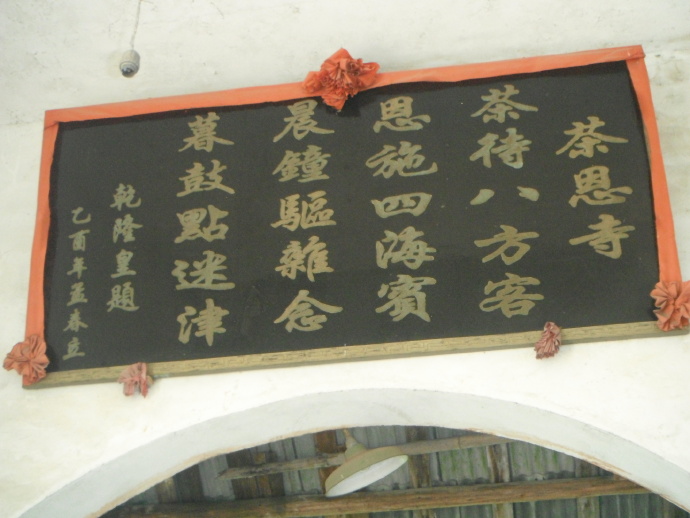 茶恩寺
茶待八方客
恩施四海賓
晨鐘驅雜念
暮鼓點迷津
乾隆皇題
乙酉年孟春立